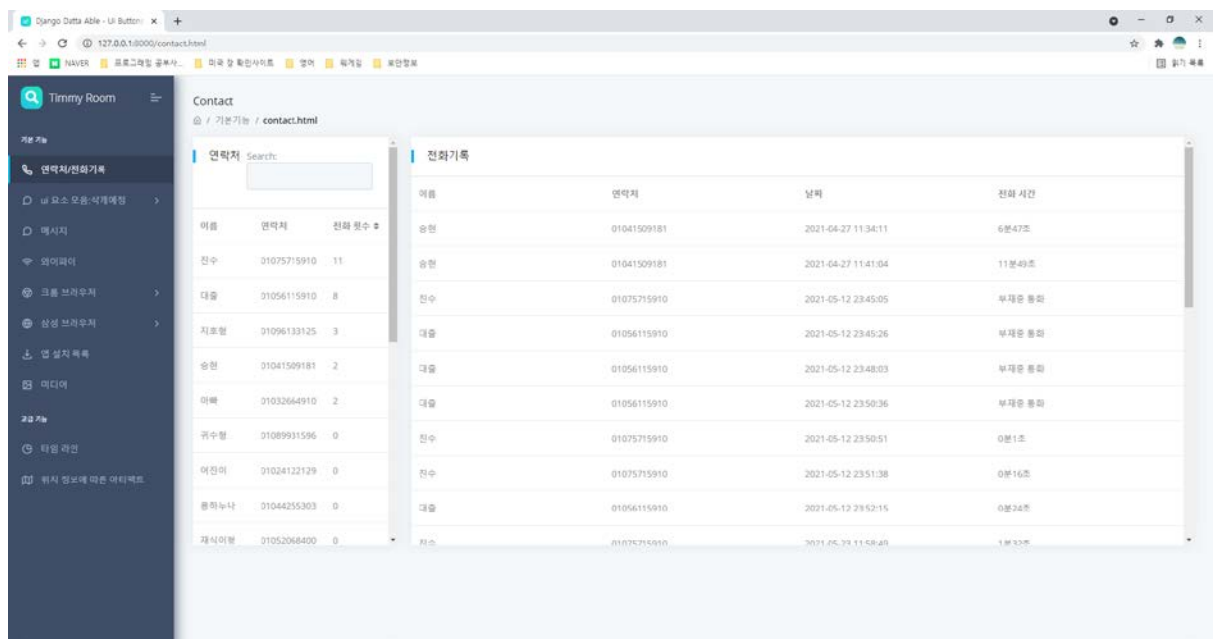 Django Datta Able - UI Button
127.0.0.1:8000/contact.html
앱 NAVER 프로그래밍 공부사... 미국 장 확인사이트 영어 워게임 보안정보 읽기 목록
Timmy Room
기본 기능
연락처/전화기록
ui 요소 모음:삭제예정
메시지
와이파이
크롬 브라우저
삼성 브라우저
앱 설치 목록
미디어
고급 기능
타임 라인
위치 정보에 따른 아티팩트
Contact
/ 기본기능 / contact.html
연락처 Search:
이름 연락처 전화 횟수
진수 01075715910 11
대출 01056115910 8
지호형 01096133125 3
승현 01041509181 2
아빠 01032664910 2
귀수형 01089931596 0
어진이 01024122129 0
01044255303 0
재식이형 01052068400 0
전화기록
이름 연락처 날짜 전화 시간
승현 01041509181 2021-04-27 11:34:11 6분47초
승현 01041509181 2021-04-27 11:41:04 11분49초
진수 01075715910 2021-05-12 23:45:05 부재중 통화
대출 01056115910 2021-05-12 23:45:26 부재중 통화
대출 01056115910 2021-05-12 23:48:03 부재중 통화
대출 01056115910 2021-05-12 23:50:36 부재중 통화
진수 01075715910 2021-05-12 23:50:51 0분1초
진수 01075715910 2021-05-12 23:51:38 0분16초
대출 01056115910 2021-05-12 23:52:15 0분24초
진수 01075715910 2021-05-23 11:58:49 1분32초